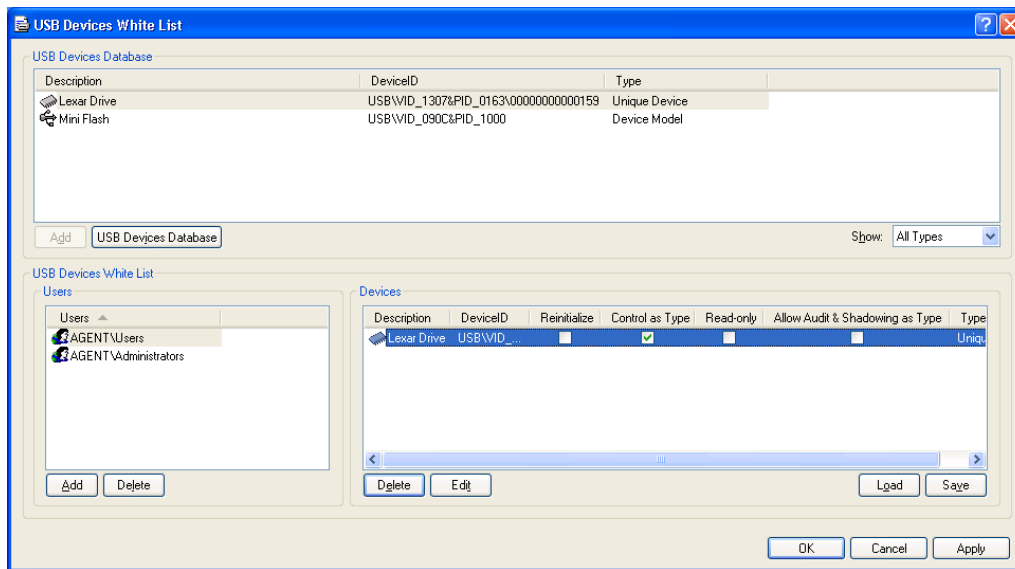 USB Devices White List
USB Devices Database
Description DeviceID Type
Lexar Drive USB\VID_1307&PID_0163\00000000000159 Unique Device
Mini Flash USB\VID_090C&PID_1000 Device Model
Add USB Devices Database Show: All Types
USB Devices White List
Users Devices
Users Description DeviceID Reinitialize Control as Type Read-only Allow Audit & Shadowing as Type Type
AGENT\Users Lexar Drive USB\VID_... Uniqu
AGENT\Administrators
Add Delete Delete Edit Load Save
OK Cancel Apply